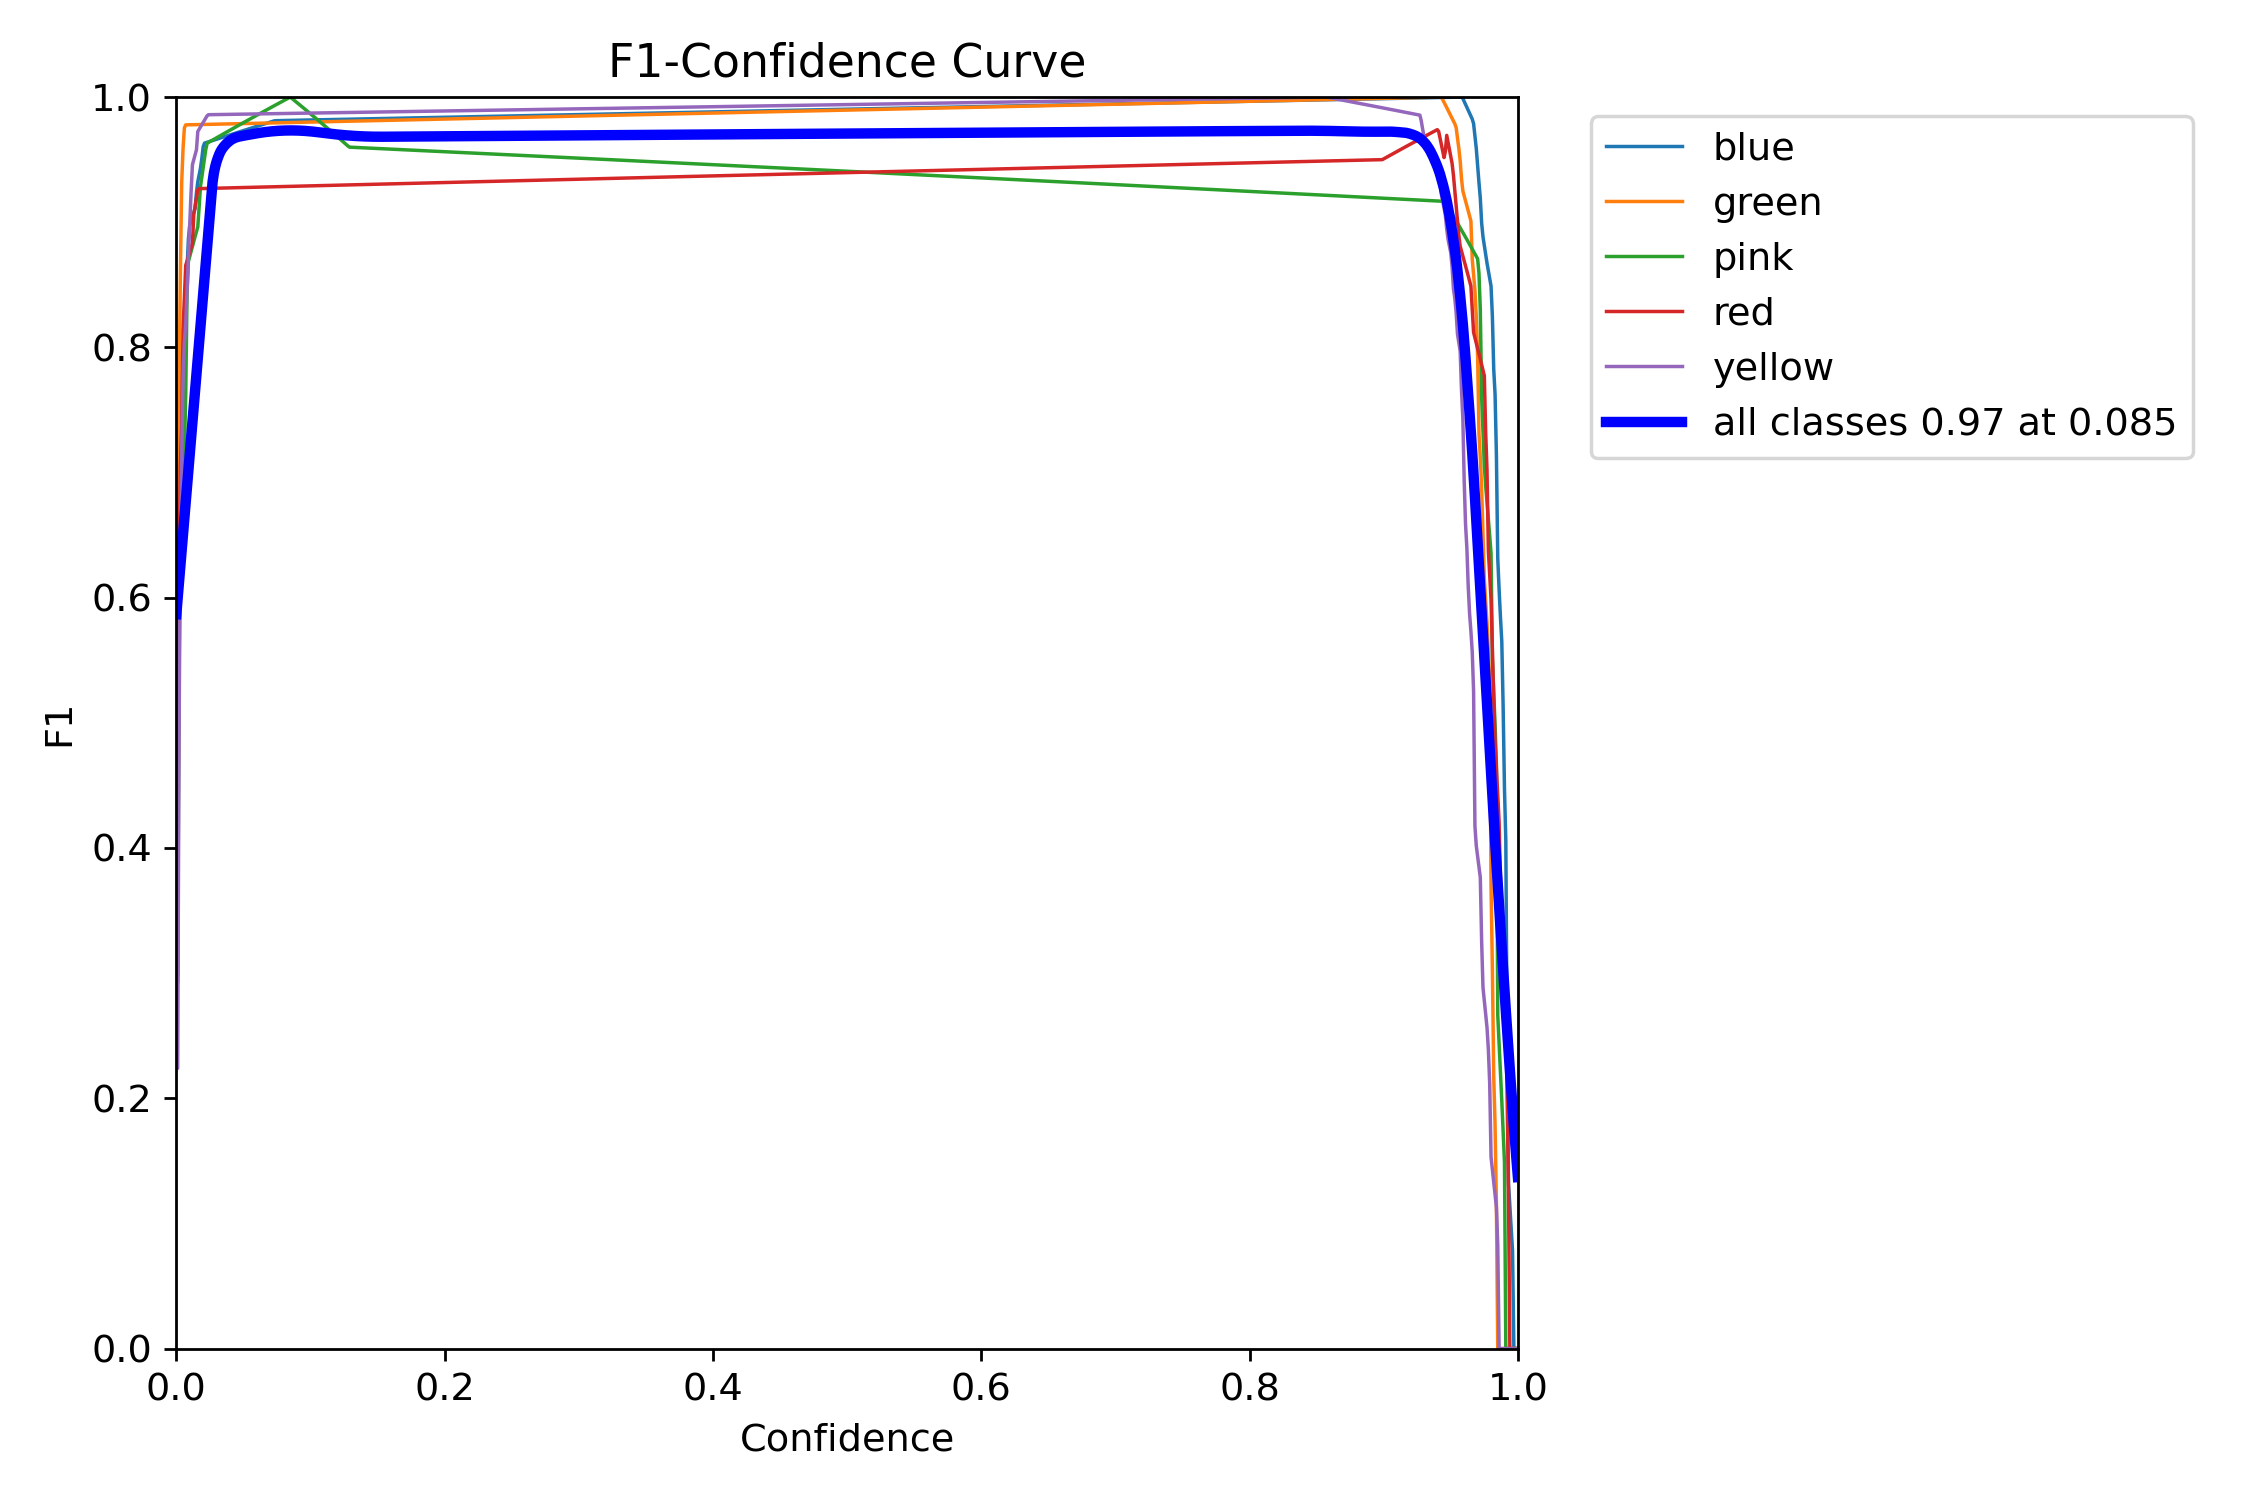 F1-Confidence Curve
1.0
0.8
0.6
0.4
0.2
0.0
F1
0.0 0.2 0.4 0.6 0.8 1.0
Confidence
blue
green
pink
red
yellow
all classes 0.97 at 0.085